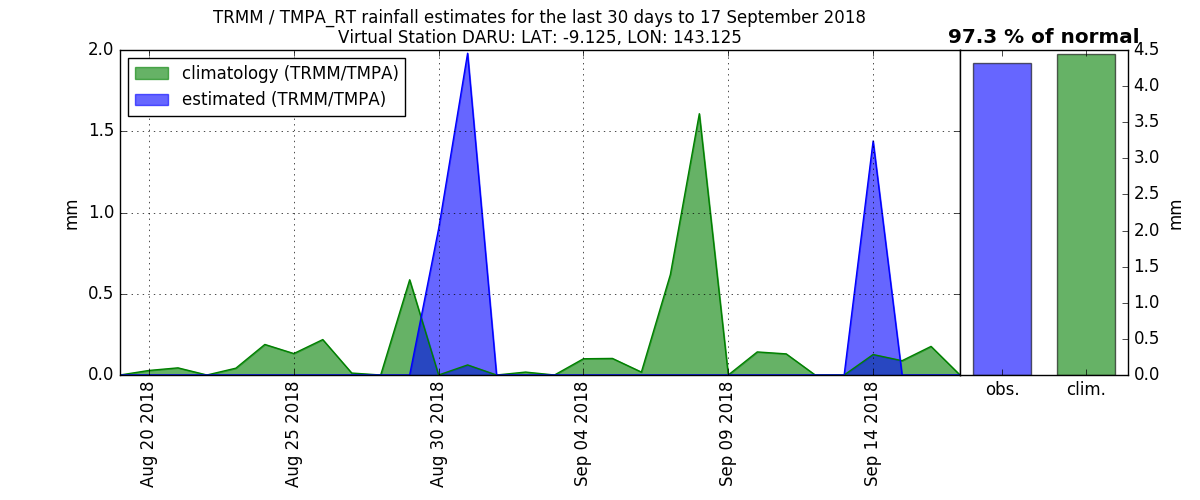 TRMM / TMPA_RT rainfall estimates for the last 30 days to 17 September 2018
Virtual Station DARU: LAT: -9.125, LON: 143.125
97.3 % of normal
climatology (TRMM/TMPA)
estimated (TRMM/TMPA)
mm
2.0
1.5
1.0
0.5
0.0
Aug 20 2018
Aug 25 2018
Aug 30 2018
Sep 04 2018
Sep 09 2018
Sep 14 2018
obs.
clim.
4.5
4.0
3.5
3.0
2.5
2.0
1.5
1.0
0.5
0.0
mm